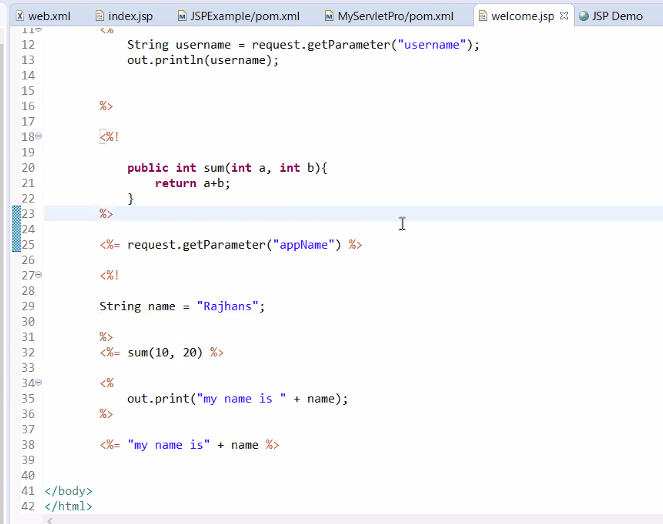 web.xml index.jsp JSPExample/pom.xml MyServletPro/pom.xml welcome.jsp JSP Demo
11 <%
12 String username = request.getParameter("username");
13 out.println(username);
14
15
16 %>
17
18 <%!
19
20 public int sum(int a, int b){
21 return a+b;
22 }
23 %>
24
25 <%= request.getParameter("appName") %>
26
27 <%!
28
29 String name = "Rajhans";
30
31 %>
32 <%= sum(10, 20) %>
33
34 <%
35 out.print("my name is " + name);
36 %>
37
38 <%= "my name is" + name %>
39
40
41 </body>
42 </html>